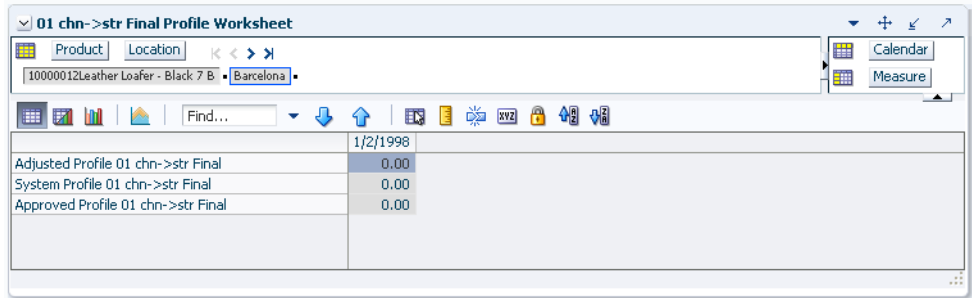 01 chn->str Final Profile Worksheet
Product Location Calendar
10000012Leather Loafer - Black 7 B Barcelona Measure
Find... XYZ
1/2/1998
Adjusted Profile 01 chn->str Final 0.00
System Profile 01 chn->str Final 0.00
Approved Profile 01 chn->str Final 0.00